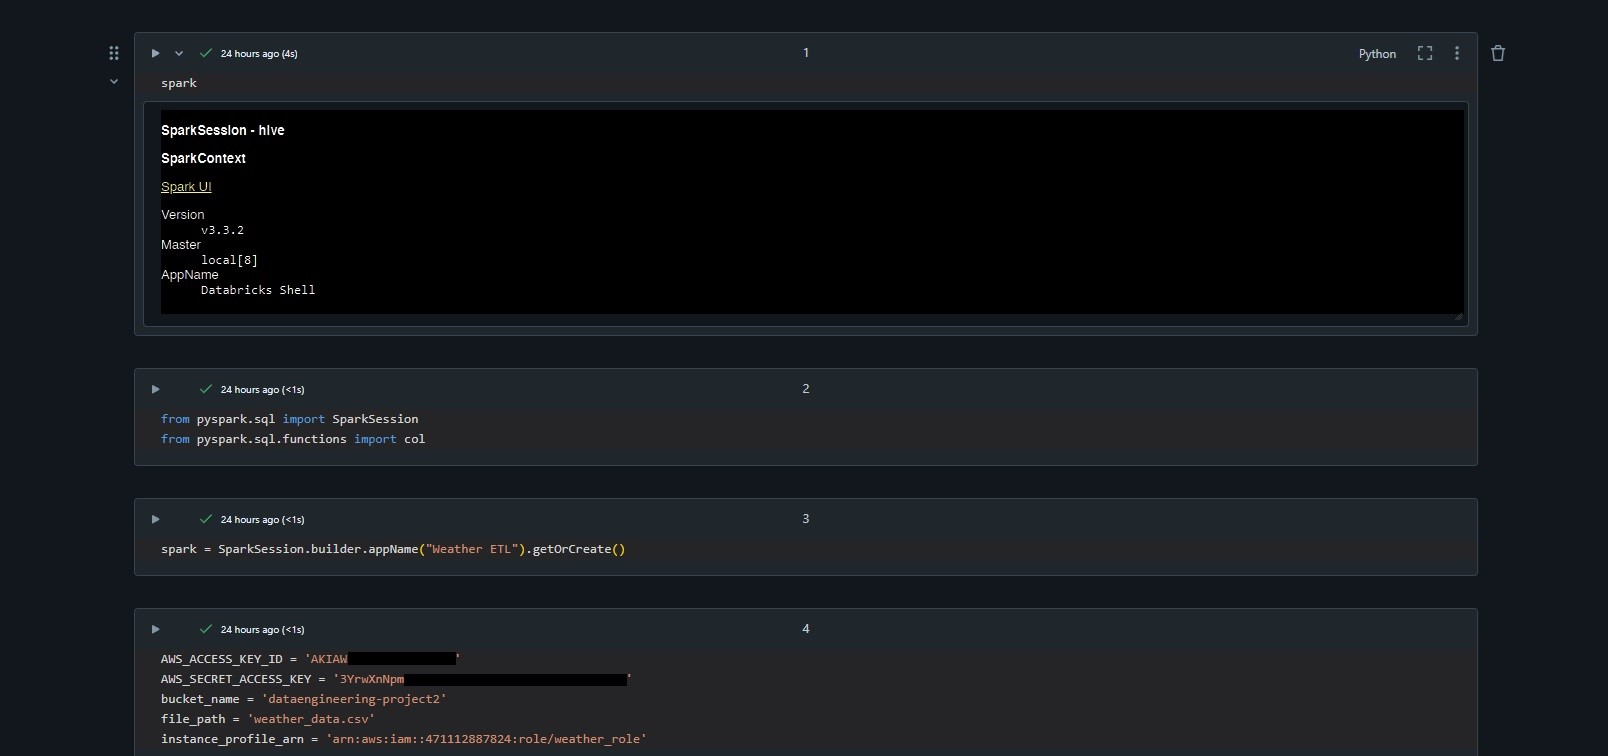 24 hours ago (4s)
1
Python
spark
SparkSession - hive
SparkContext
Spark UI
Version
v3.3.2
Master
local[8]
AppName
Databricks Shell
24 hours ago (<1s)
2
from pyspark.sql import SparkSession
from pyspark.sql.functions import col
24 hours ago (<1s)
3
spark = SparkSession.builder.appName("Weather ETL").getOrCreate()
24 hours ago (<1s)
4
AWS_ACCESS_KEY_ID = 'AKIAW'
AWS_SECRET_ACCESS_KEY = '3YrwXnNpm'
bucket_name = 'dataengineering-project2'
file_path = 'weather_data.csv'
instance_profile_arn = 'arn:aws:iam::471112887824:role/weather_role'